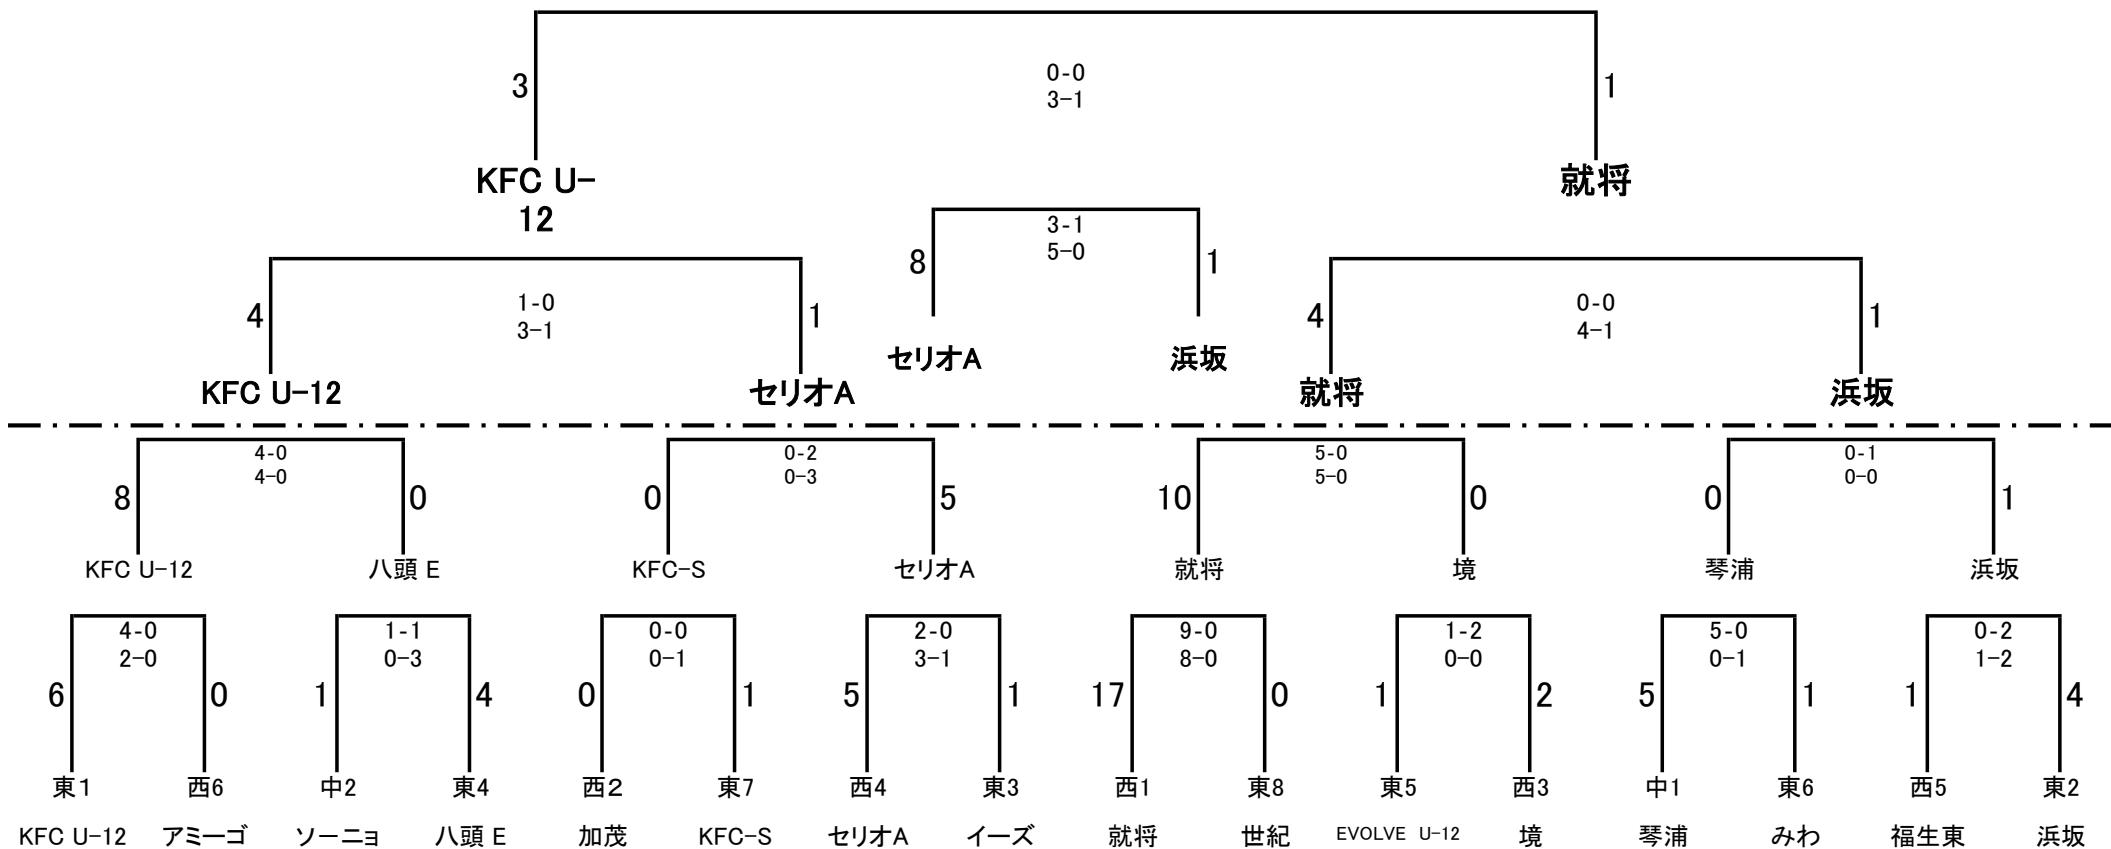 3 0-0 1
3-1
KFC U-
12
就将
8 3-1 1
5-0
セリオA 浜坂
4 1-0 1
3-1
KFC U-12 セリオA
4 0-0 1
4-1
就将 浜坂
8 4-0 0
4-0
KFC U-12 八頭 E
0 0-2 5
0-3
KFC-S セリオA
10 5-0 0
5-0
就将 境
0 0-1 1
0-0
琴浦 浜坂
4-0 1-1 0-0 2-0 9-0 1-2 5-0 0-2
2-0 0-3 0-1 3-1 8-0 0-0 0-1 1-2
6 0 1 4 0 1 5 1 17 0 1 2 5 1 1 4
東1 西6 中2 東4 西2 東7 西4 東3 西1 東8 東5 西3 中1 東6 西5 東2
KFC U-12 アミーゴ ソーニョ 八頭 E 加茂 KFC-S セリオA イーズ 就将 世紀 EVOLVE U-12 境 琴浦 みわ 福生東 浜坂